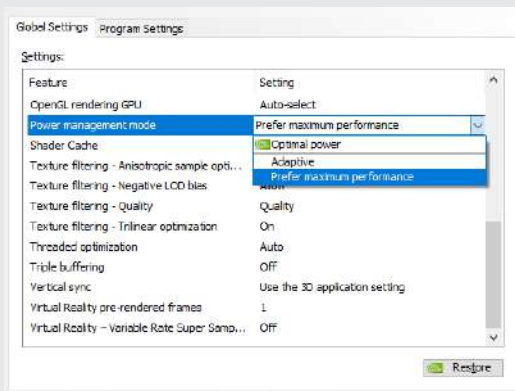 Global Settings Program Settings
Settings:
Feature Setting
OpenGL rendering GPU Auto-select
Power management mode Prefer maximum performance
Shader Cache Optimal power
Texture filtering - Anisotropic sample opti... Adaptive
Prefer maximum performance
Texture filtering - Negative LOD bias
Texture filtering - Quality Quality
Texture filtering - Trilinear optimization On
Threaded optimization Auto
Triple buffering Off
Vertical sync Use the 3D application setting
Virtual Reality pre-rendered frames 1
Virtual Reality – Variable Rate Super Samp... Off
Restore